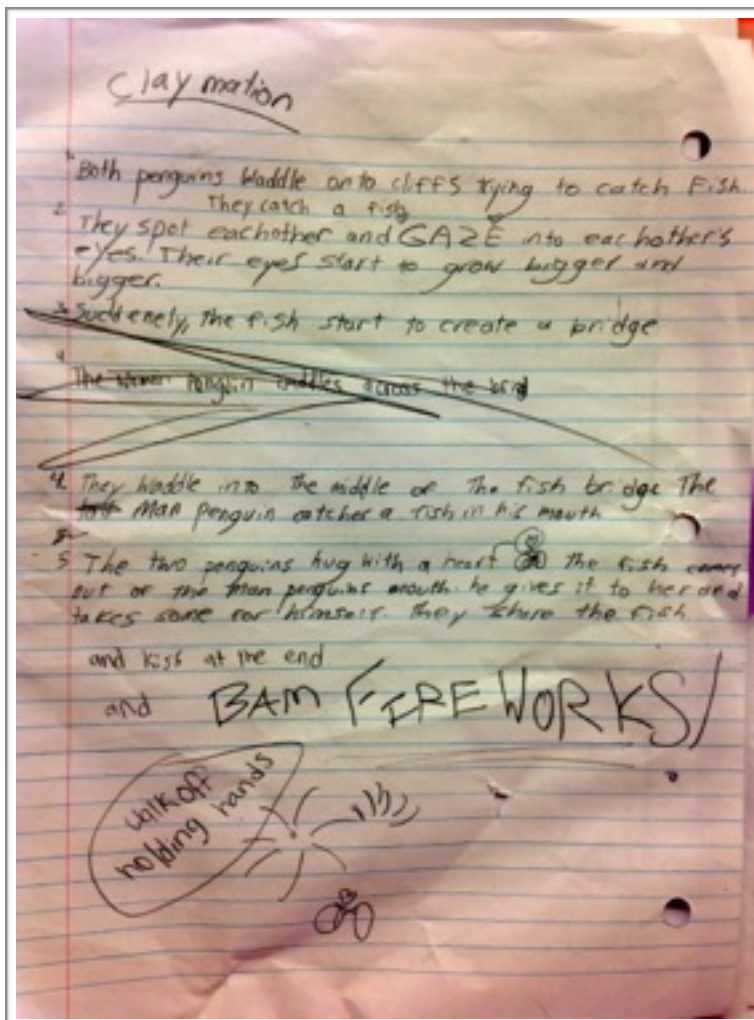 Claymation
1. Both penguins Waddle onto cliffs trying to catch Fish.
They catch a fish
2. They spot eachother and GAZE into eachother's
eyes. Their eyes start to grow bigger and
bigger.
3. Suddenely, the fish start to create a bridge
4. The women Penguin waddles across the brid
4. They Waddle into The middle of The fish bridge The
Man Penguin catches a fish in his mouth
5 The two penguins hug with a heart the fish comes
out of the Man penguins mouth. he gives it to her and
takes some for himself. They share the fish
and kiss at the end
and BAM FIREWORKS!
walk off
holding hands